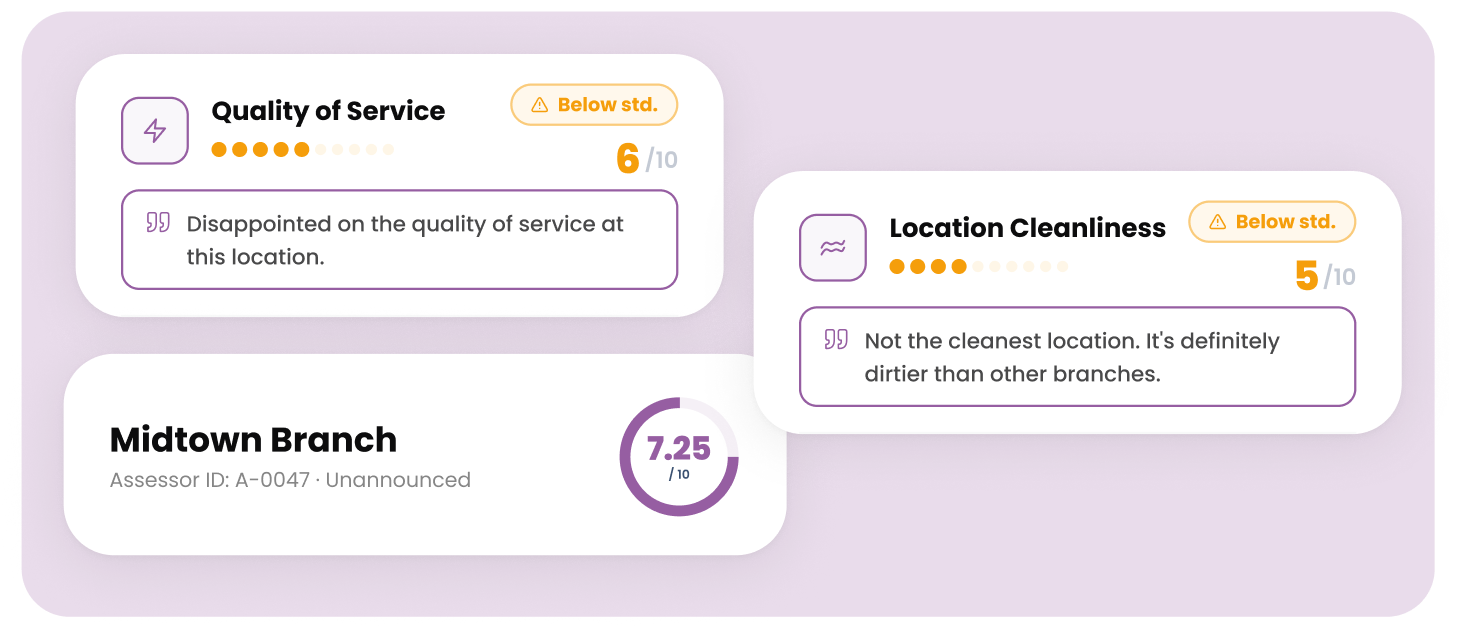 Quality of Service
Below std.
6 /10
Disappointed on the quality of service at
this location.
Location Cleanliness
Below std.
5 /10
Not the cleanest location. It's definitely
dirtier than other branches.
Midtown Branch
Assessor ID: A-0047 · Unannounced
7.25
/ 10